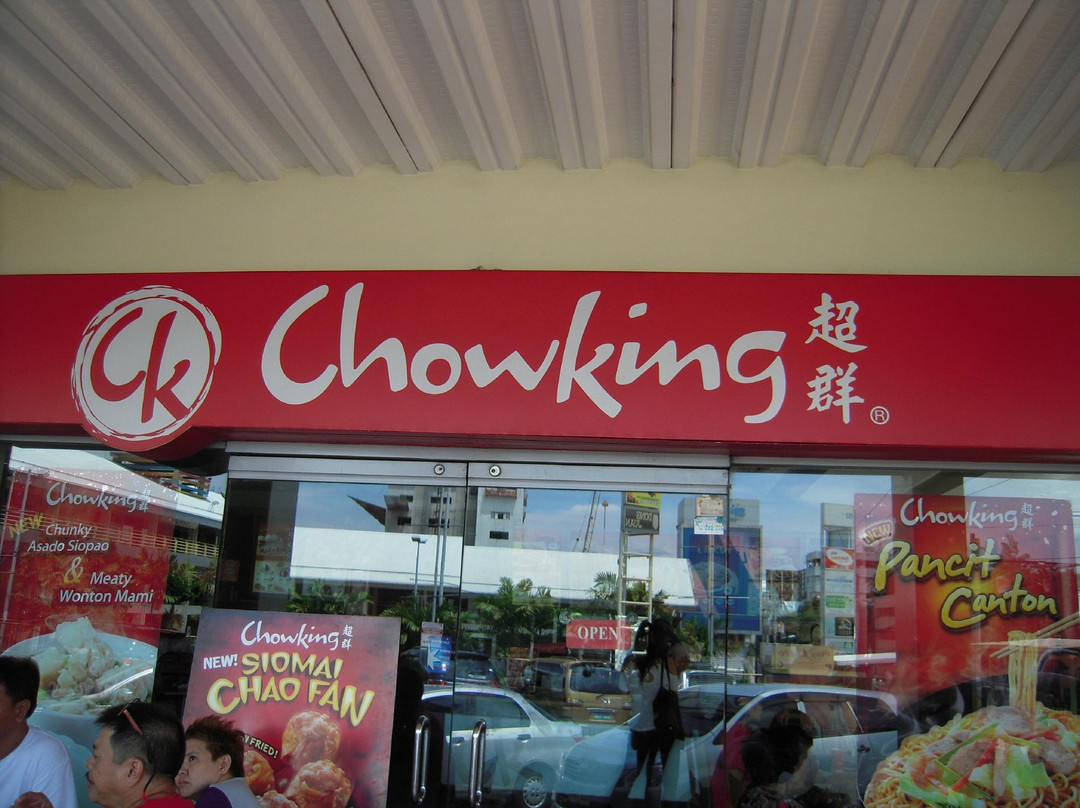 Ck
Chowking 超群®
Chowking 超群
NEW
Chunky
Asado Siopao
&
Meaty
Wonton Mami
Chowking 超群
NEW! SIOMAI
CHAO FAN
FRIED!
OPEN
Chowking 超群
NEW
Pancit
Canton